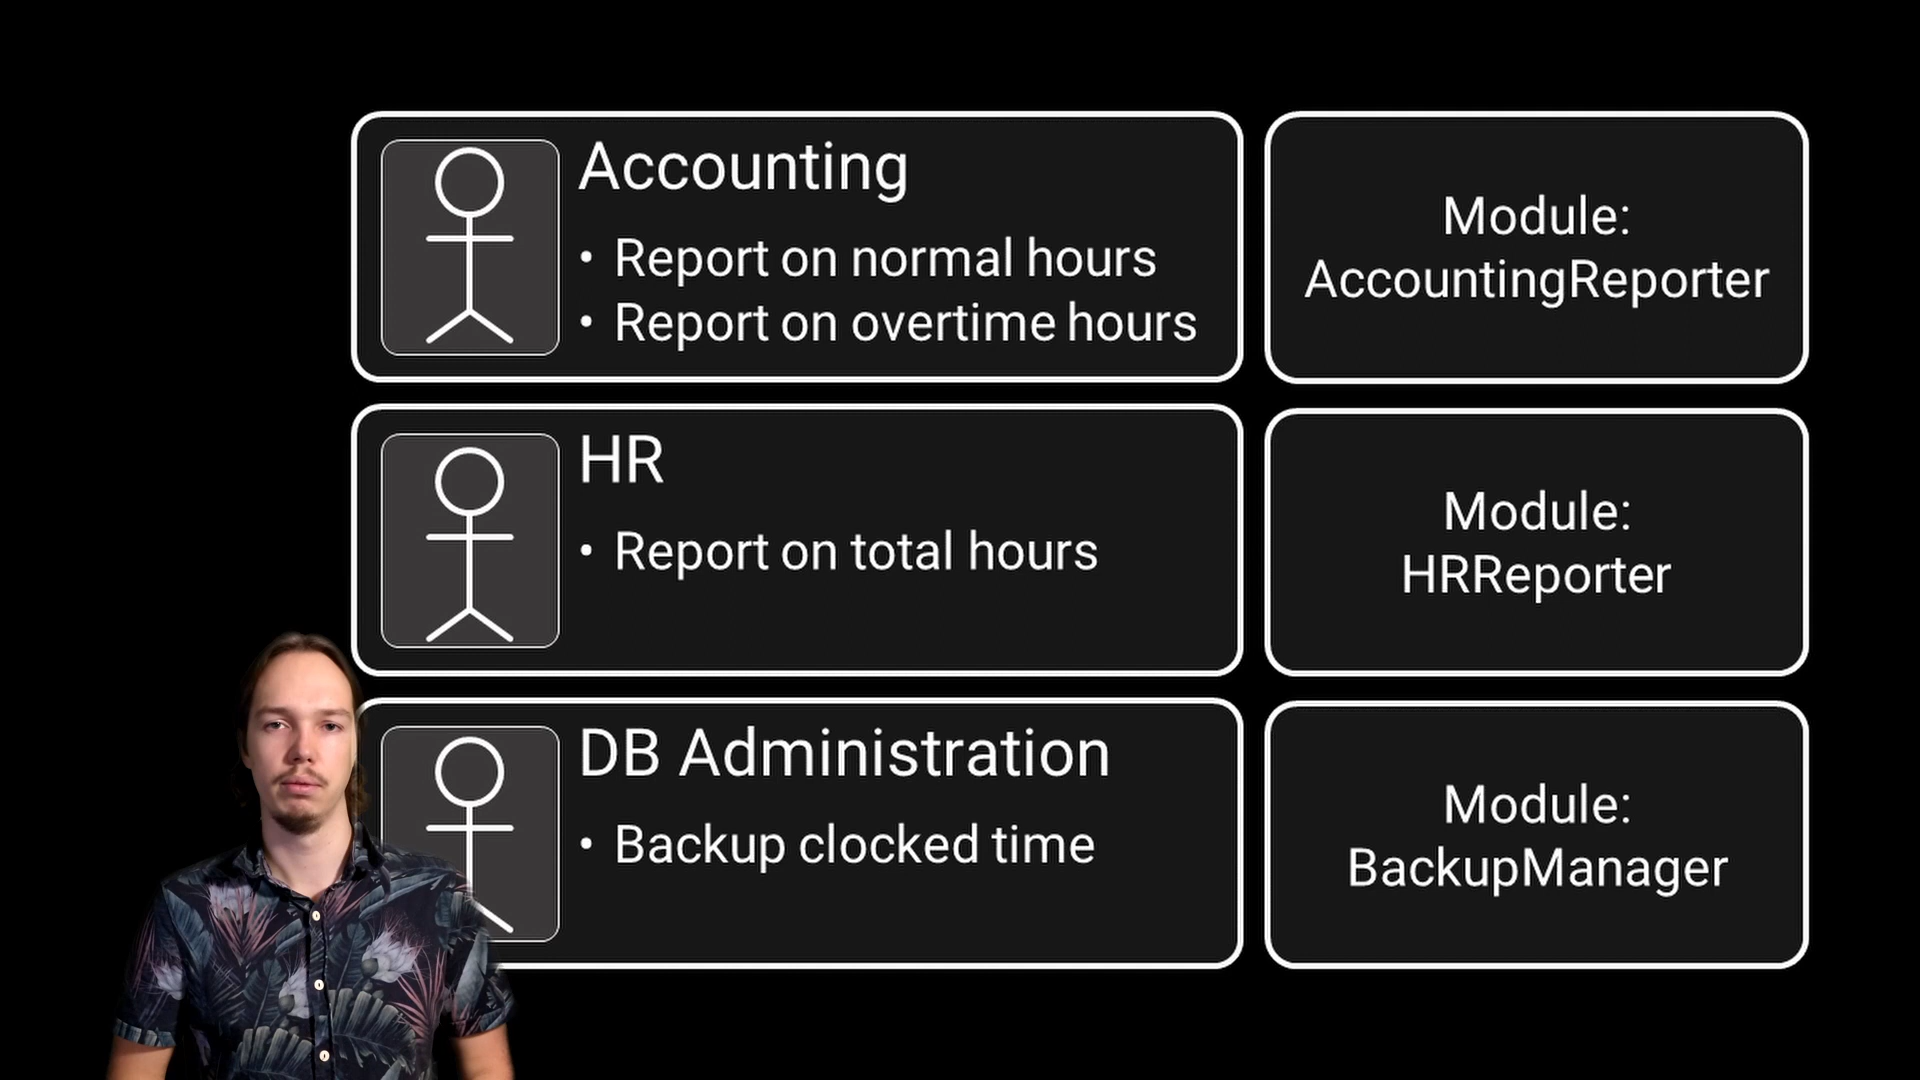 Accounting
• Report on normal hours
• Report on overtime hours
Module:
AccountingReporter
HR
• Report on total hours
Module:
HRReporter
DB Administration
• Backup clocked time
Module:
BackupManager